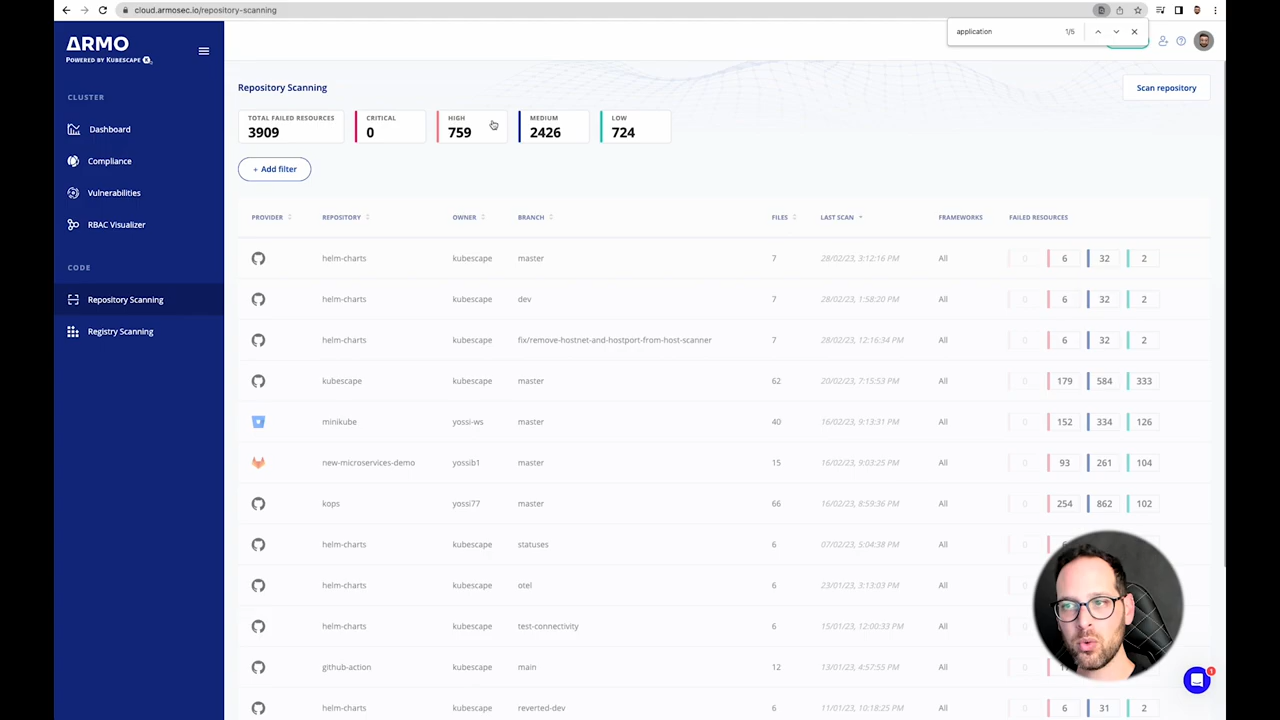 cloud.armosec.io/repository-scanning
application 1/5
ARMO
POWERED BY KUBESCAPE
CLUSTER
Dashboard
Compliance
Vulnerabilities
RBAC Visualizer
CODE
Repository Scanning
Registry Scanning
Repository Scanning
Scan repository
TOTAL FAILED RESOURCES CRITICAL HIGH MEDIUM LOW
3909 0 759 2426 724
+ Add filter
PROVIDER REPOSITORY OWNER BRANCH FILES LAST SCAN FRAMEWORKS FAILED RESOURCES
helm-charts kubescape master 7 28/02/23, 3:12:16 PM All 0 6 32 2
helm-charts kubescape dev 7 28/02/23, 1:58:20 PM All 0 6 32 2
helm-charts kubescape fix/remove-hostnet-and-hostport-from-host-scanner 7 28/02/23, 12:16:34 PM All 0 6 32 2
kubescape kubescape master 62 20/02/23, 7:15:53 PM All 0 179 584 333
minikube yossi-ws master 40 16/02/23, 9:13:31 PM All 0 152 334 126
new-microservices-demo yossib1 master 15 16/02/23, 9:03:25 PM All 0 93 261 104
kops yossi77 master 66 16/02/23, 8:59:36 PM All 0 254 862 102
helm-charts kubescape statuses 6 07/02/23, 5:04:38 PM All 0
helm-charts kubescape otel 6 23/01/23, 3:13:03 PM All
helm-charts kubescape test-connectivity 6 15/01/23, 12:00:33 PM All
github-action kubescape main 12 13/01/23, 4:57:55 PM All
helm-charts kubescape reverted-dev 6 12/01/23, 10:18:25 PM All 0 6 31 2
1